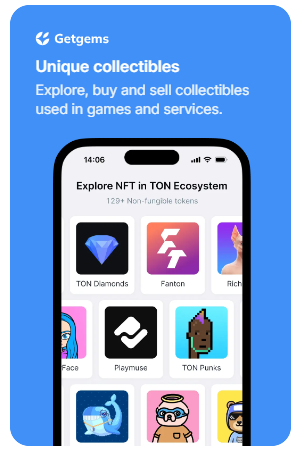 Getgems
Unique collectibles
Explore, buy and sell collectibles
used in games and services.
14:06
Explore NFT in TON Ecosystem
129+ Non-fungible tokens
TON Diamonds
Fanton
Rich
Face
Playmuse
TON Punks